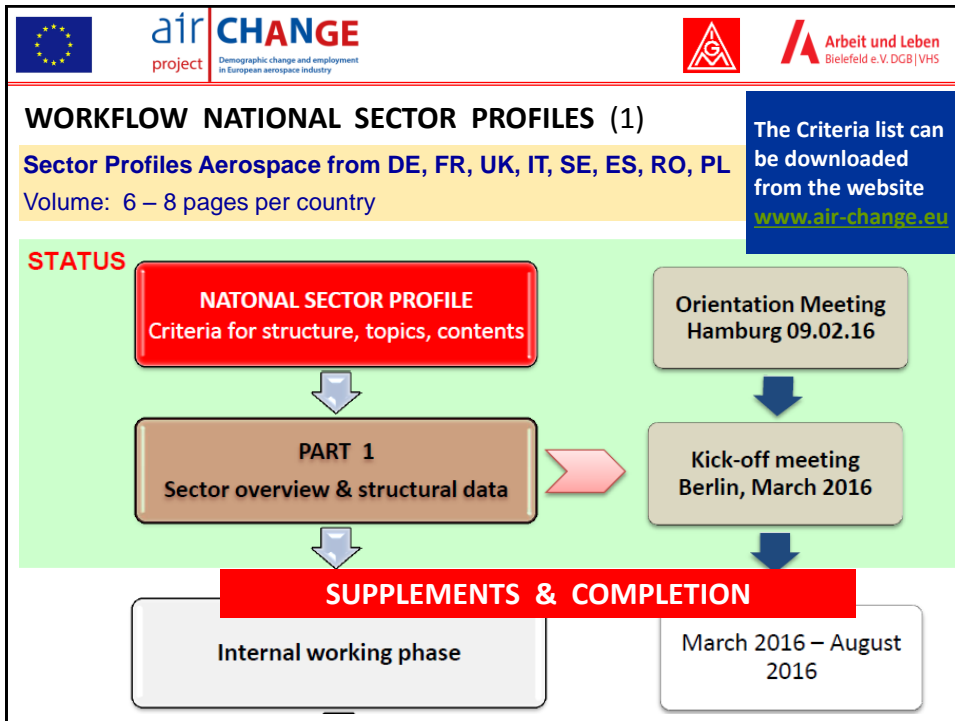 air CHANGE
project Demographic change and employment
in European aerospace industry
IGM
Arbeit und Leben
Bielefeld e.V. DGB|VHS
WORKFLOW NATIONAL SECTOR PROFILES (1)
Sector Profiles Aerospace from DE, FR, UK, IT, SE, ES, RO, PL
Volume: 6 – 8 pages per country
The Criteria list can
be downloaded
from the website
www.air-change.eu
STATUS
NATONAL SECTOR PROFILE
Criteria for structure, topics, contents
Orientation Meeting
Hamburg 09.02.16
PART 1
Sector overview & structural data
Kick-off meeting
Berlin, March 2016
SUPPLEMENTS & COMPLETION
Internal working phase
March 2016 – August
2016